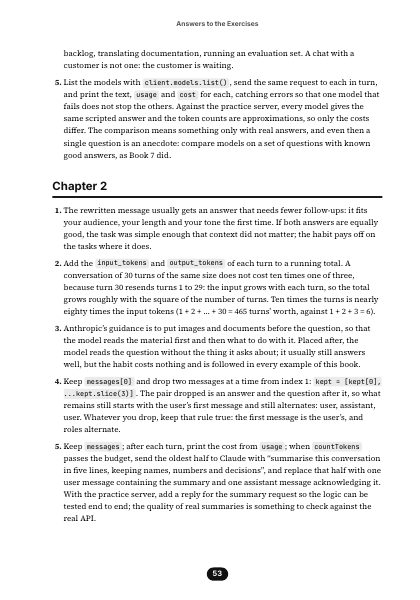 Answers to the Exercises
backlog, translating documentation, running an evaluation set. A chat with a
customer is not one: the customer is waiting.
5. List the models with client.models.list(), send the same request to each in turn,
and print the text, usage and cost for each, catching errors so that one model that
fails does not stop the others. Against the practice server, every model gives the
same scripted answer and the token counts are approximations, so only the costs
differ. The comparison means something only with real answers, and even then a
single question is an anecdote: compare models on a set of questions with known
good answers, as Book 7 did.
Chapter 2
1. The rewritten message usually gets an answer that needs fewer follow-ups: it fits
your audience, your length and your tone the first time. If both answers are equally
good, the task was simple enough that context did not matter; the habit pays off on
the tasks where it does.
2. Add the input_tokens and output_tokens of each turn to a running total. A
conversation of 30 turns of the same size does not cost ten times one of three,
because turn 30 resends turns 1 to 29: the input grows with each turn, so the total
grows roughly with the square of the number of turns. Ten times the turns is nearly
eighty times the input tokens (1 + 2 + ... + 30 = 465 turns' worth, against 1 + 2 + 3 = 6).
3. Anthropic's guidance is to put images and documents before the question, so that
the model reads the material first and then what to do with it. Placed after, the
model reads the question without the thing it asks about; it usually still answers
well, but the habit costs nothing and is followed in every example of this book.
4. Keep messages[0] and drop two messages at a time from index 1: kept = [kept[0],
...kept.slice(3)]. The pair dropped is an answer and the question after it, so what
remains still starts with the user's first message and still alternates: user, assistant,
user. Whatever you drop, keep that rule true: the first message is the user's, and
roles alternate.
5. Keep messages; after each turn, print the cost from usage; when countTokens
passes the budget, send the oldest half to Claude with "summarise this conversation
in five lines, keeping names, numbers and decisions", and replace that half with one
user message containing the summary and one assistant message acknowledging it.
With the practice server, add a reply for the summary request so the logic can be
tested end to end; the quality of real summaries is something to check against the
real API.
53